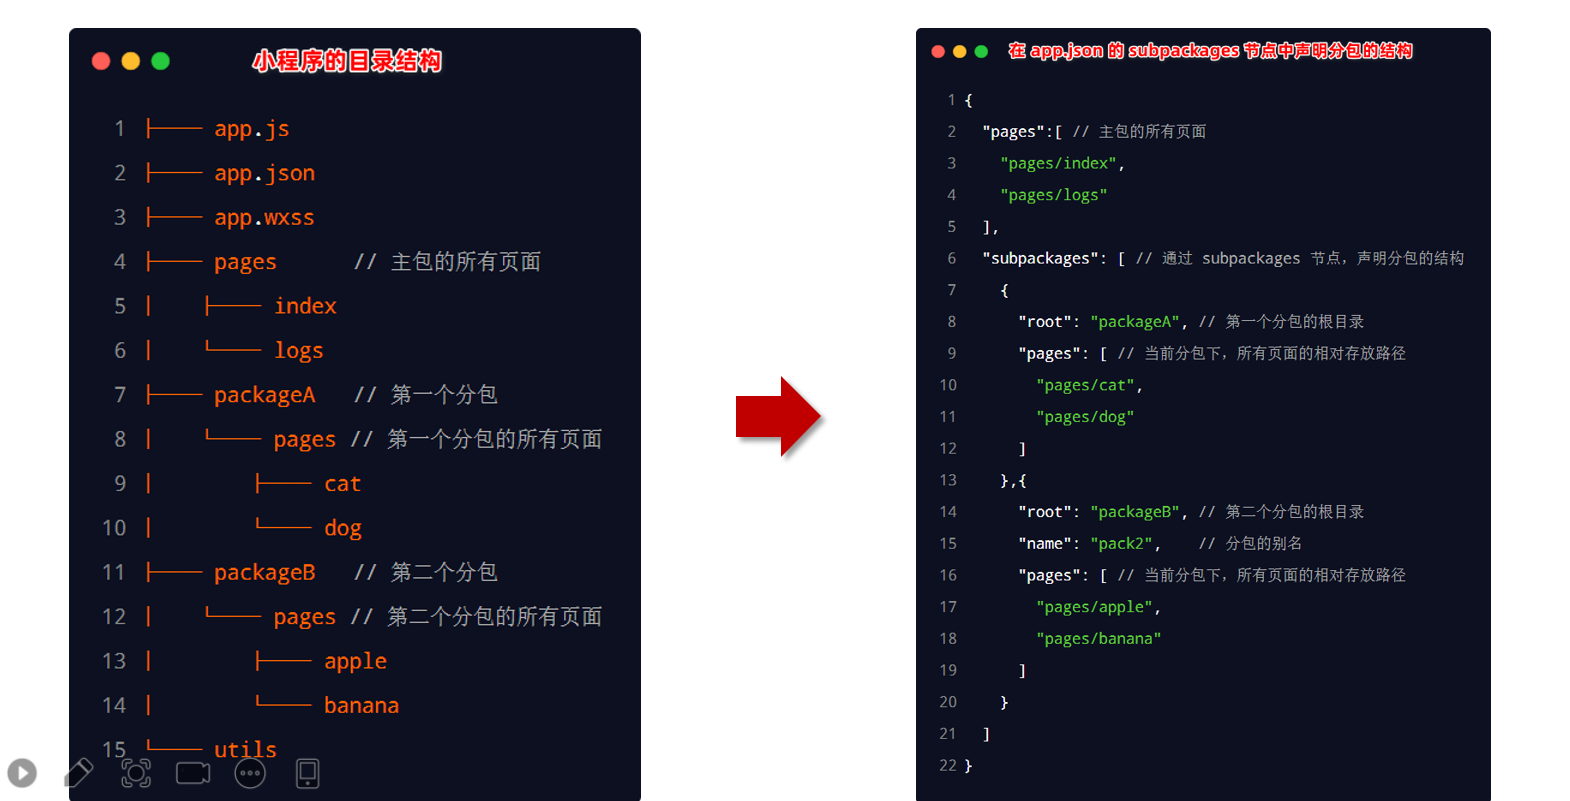 小程序的目录结构
1 ├── app.js
2 ├── app.json
3 ├── app.wxss
4 ├── pages // 主包的所有页面
5 │ ├── index
6 │ └── logs
7 ├── packageA // 第一个分包
8 │ └── pages // 第一个分包的所有页面
9 │ ├── cat
10 │ └── dog
11 ├── packageB // 第二个分包
12 │ └── pages // 第二个分包的所有页面
13 │ ├── apple
14 │ └── banana
15 └── utils
在 app.json 的 subpackages 节点中声明分包的结构
1 {
2 "pages":[ // 主包的所有页面
3 "pages/index",
4 "pages/logs"
5 ],
6 "subpackages": [ // 通过 subpackages 节点，声明分包的结构
7 {
8 "root": "packageA", // 第一个分包的根目录
9 "pages": [ // 当前分包下，所有页面的相对存放路径
10 "pages/cat",
11 "pages/dog"
12 ]
13 },{
14 "root": "packageB", // 第二个分包的根目录
15 "name": "pack2", // 分包的别名
16 "pages": [ // 当前分包下，所有页面的相对存放路径
17 "pages/apple",
18 "pages/banana"
19 ]
20 }
21 ]
22 }